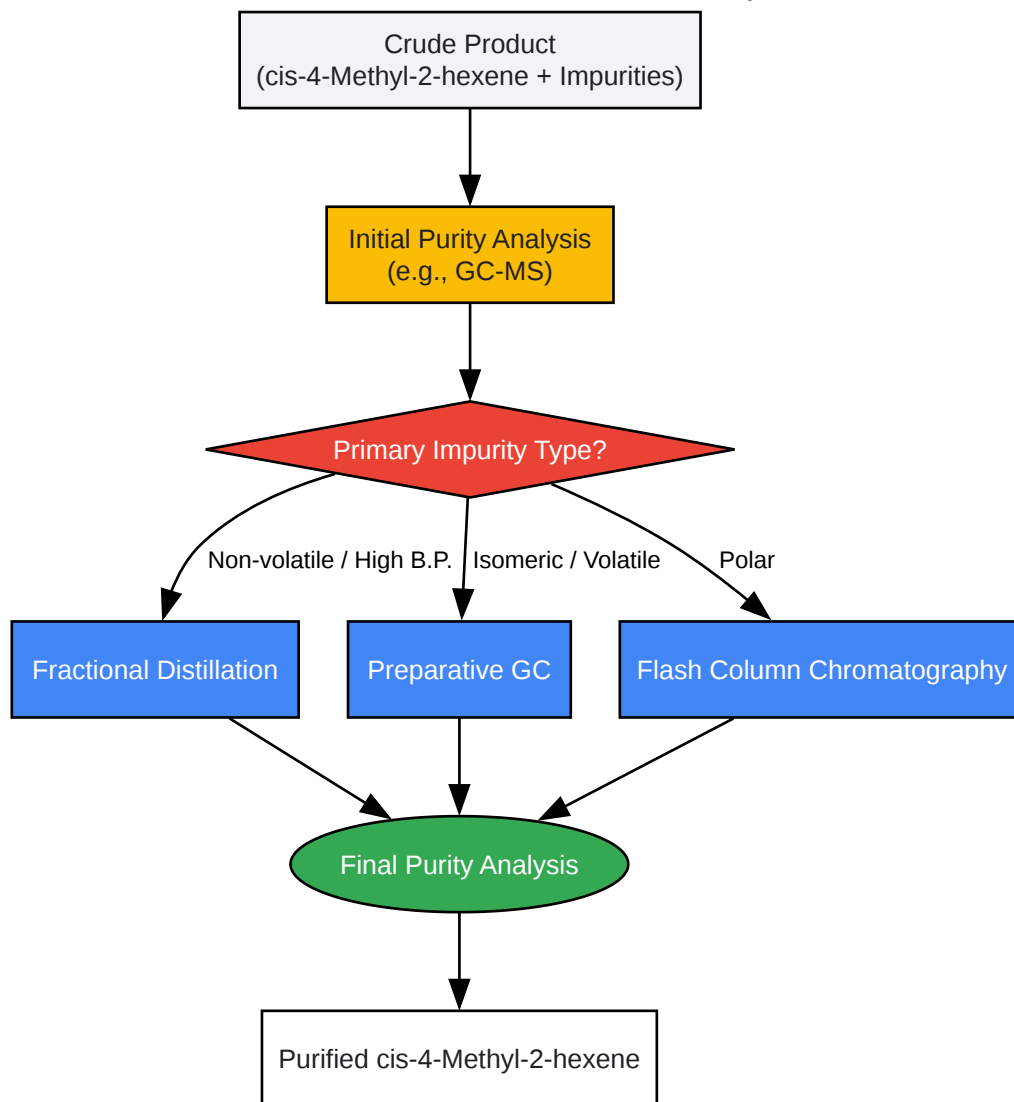 Crude Product
(cis-4-Methyl-2-hexene + Impurities)
Initial Purity Analysis
(e.g., GC-MS)
Primary Impurity Type?
Non-volatile / High B.P.
Isomeric / Volatile
Polar
Fractional Distillation
Preparative GC
Flash Column Chromatography
Final Purity Analysis
Purified cis-4-Methyl-2-hexene